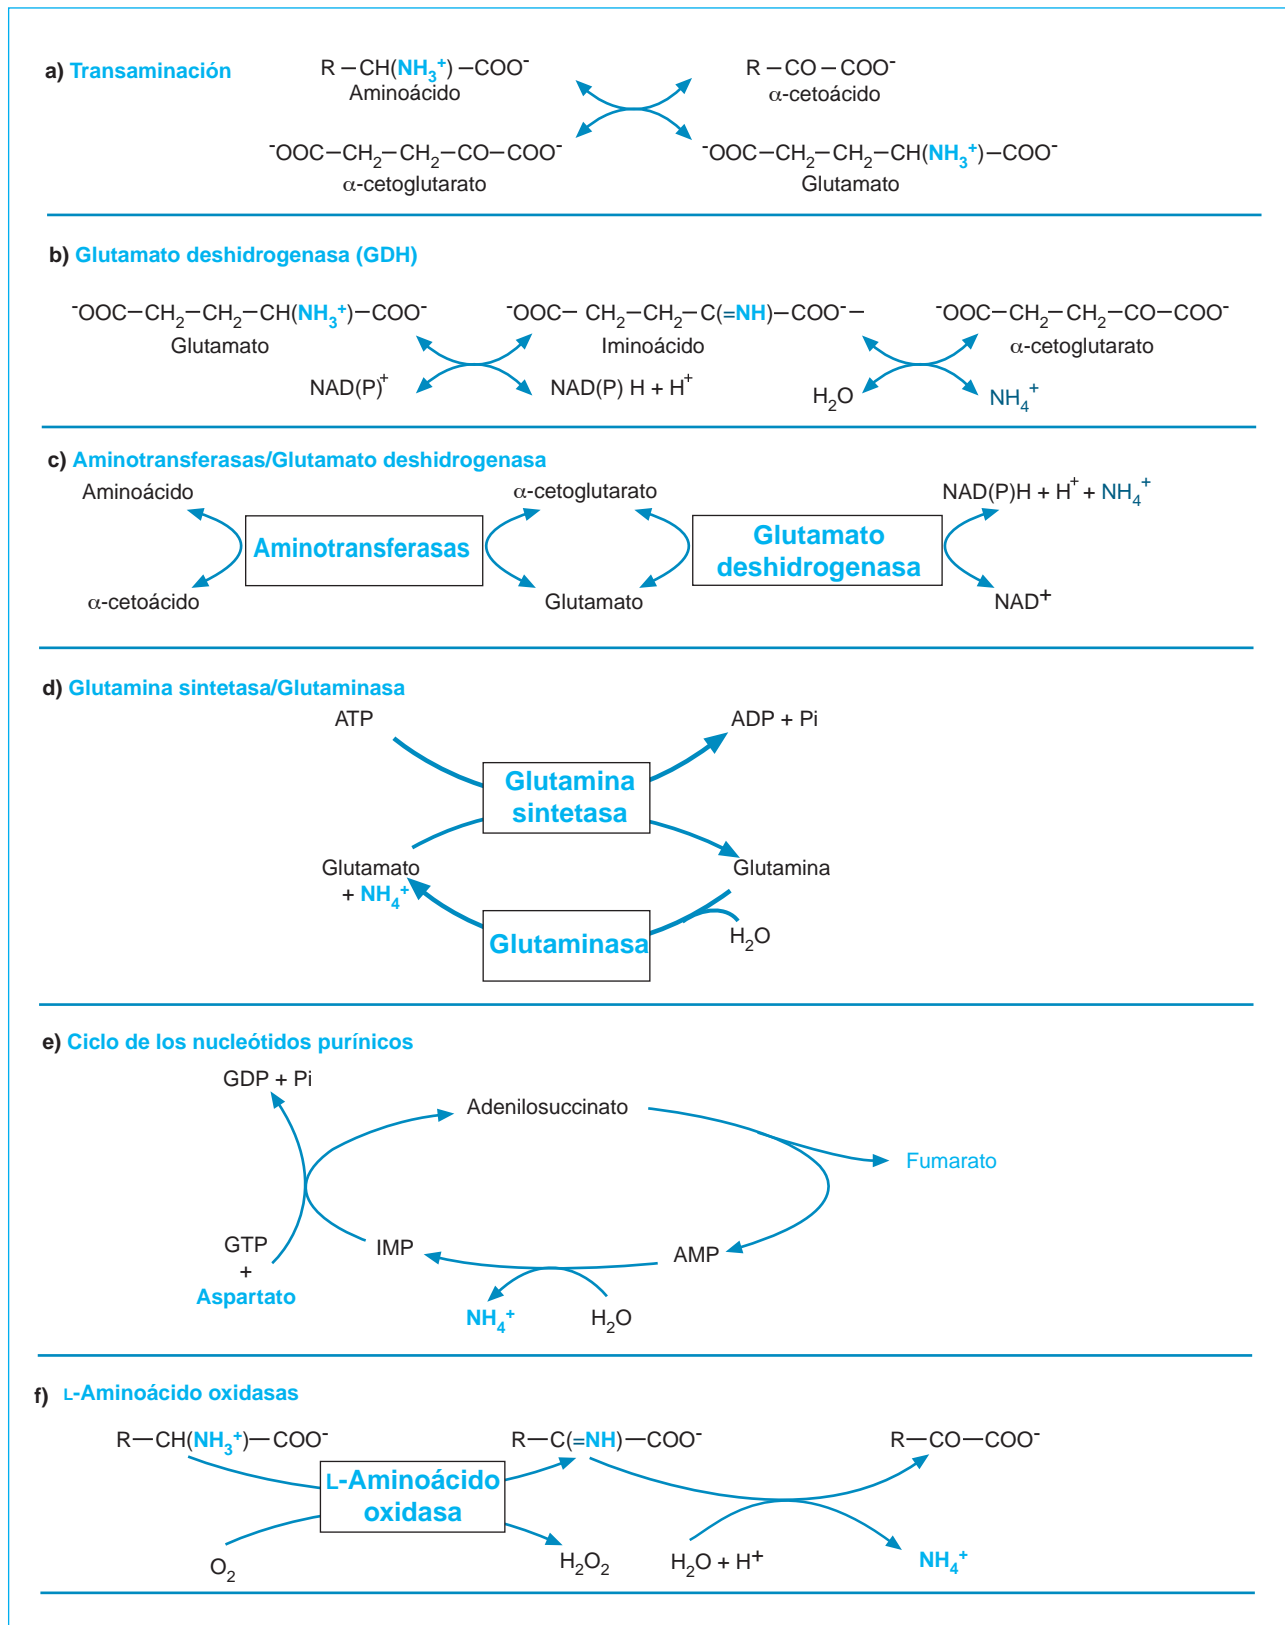 a) Transaminación
R—CH(NH₃⁺)—COO⁻
Aminoácido
R—CO—COO⁻
α-cetoácido
⁻OOC—CH₂—CH₂—CO—COO⁻
α-cetoglutarato
⁻OOC—CH₂—CH₂—CH(NH₃⁺)—COO⁻
Glutamato
b) Glutamato deshidrogenasa (GDH)
⁻OOC—CH₂—CH₂—CH(NH₃⁺)—COO⁻
Glutamato
⁻OOC— CH₂—CH₂—C(=NH)—COO⁻—
Iminoácido
⁻OOC—CH₂—CH₂—CO—COO⁻
α-cetoglutarato
NAD(P)⁺
NAD(P) H + H⁺
H₂O
NH₄⁺
c) Aminotransferasas/Glutamato deshidrogenasa
Aminoácido
α-cetoglutarato
NAD(P)H + H⁺ + NH₄⁺
Aminotransferasas
Glutamato
deshidrogenasa
α-cetoácido
Glutamato
NAD⁺
d) Glutamina sintetasa/Glutaminasa
ATP
ADP + Pi
Glutamina
sintetasa
Glutamato
+ NH₄⁺
Glutamina
Glutaminasa
H₂O
e) Ciclo de los nucleótidos purínicos
GDP + Pi
Adenilosuccinato
Fumarato
GTP
+
Aspartato
IMP
AMP
NH₄⁺
H₂O
f) L-Aminoácido oxidasas
R—CH(NH₃⁺)—COO⁻
R—C(=NH)—COO⁻
R—CO—COO⁻
L-Aminoácido
oxidasa
O₂
H₂O₂
H₂O + H⁺
NH₄⁺